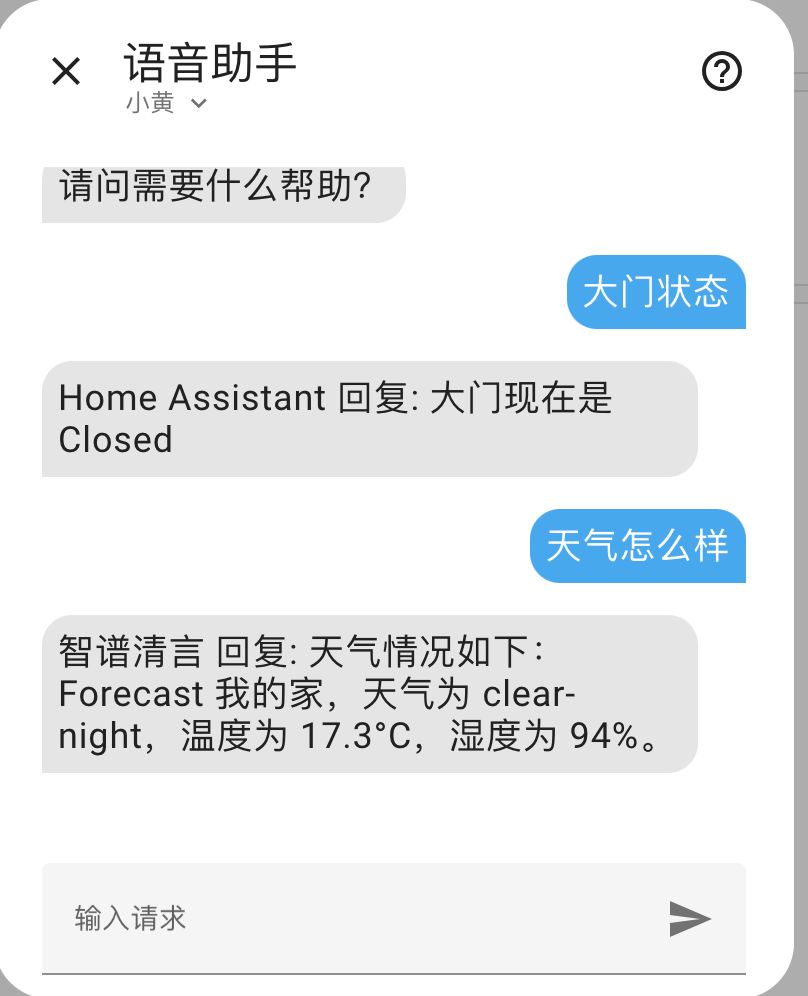 语音助手
小黄
请问需要什么帮助?
大门状态
Home Assistant 回复: 大门现在是
Closed
天气怎么样
智谱清言 回复: 天气情况如下：
Forecast 我的家，天气为 clear-
night，温度为 17.3°C，湿度为 94%。
输入请求